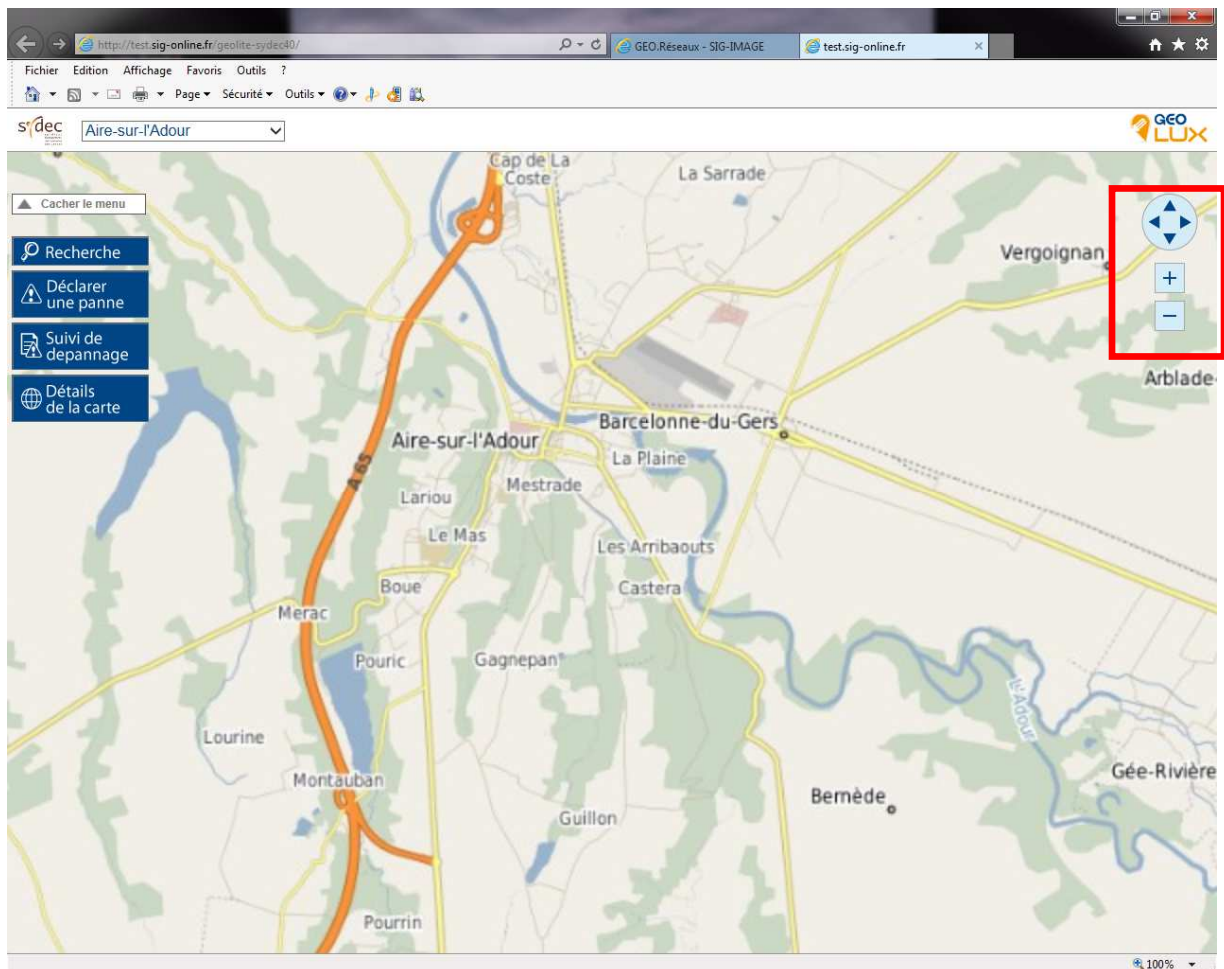 http://test.sig-online.fr/geolite-sydec40/
GEO.Réseaux - SIG-IMAGE
test.sig-online.fr
Fichier Edition Affichage Favoris Outils ?
Page Sécurité Outils
sydec
Aire-sur-l'Adour
GEO
LUX
Cacher le menu
Recherche
Déclarer
une panne
Suivi de
depannage
Détails
de la carte
Cap de La
Coste
La Sarrade
Vergoignan
+
−
Arblade-
Barcelonne-du-Gers
Aire-sur-l'Adour
La Plaine
A 65
Mestrade
Lariou
Le Mas
Les Arribaouts
Boue
Castera
Merac
Pouric
Gagnepan
L'Adour
Lourine
Montauban
Gée-Rivière
Bernède
Guillon
Pourrin
100%